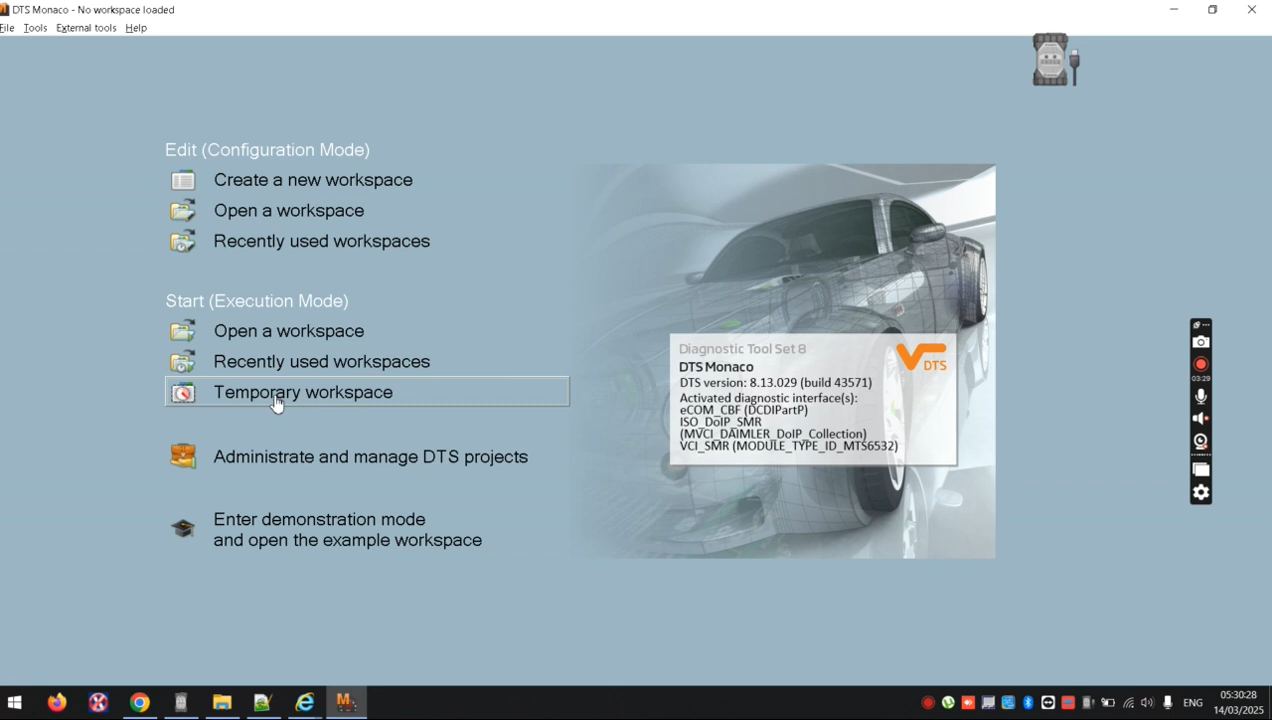 DTS Monaco - No workspace loaded
File Tools External tools Help
Edit (Configuration Mode)
Create a new workspace
Open a workspace
Recently used workspaces
Start (Execution Mode)
Open a workspace
Recently used workspaces
Temporary workspace
Administrate and manage DTS projects
Enter demonstration mode
and open the example workspace
Diagnostic Tool Set 8
DTS Monaco
DTS version: 8.13.029 (build 43571)
Activated diagnostic interface(s):
eCOM_CBF (DCDIPartP)
ISO_DoIP_SMR
(MVCI_DAIMLER_DoIP_Collection)
VCI_SMR (MODULE_TYPE_ID_MTS6532)
DTS
03:29
ENG
05:30:28
14/03/2025